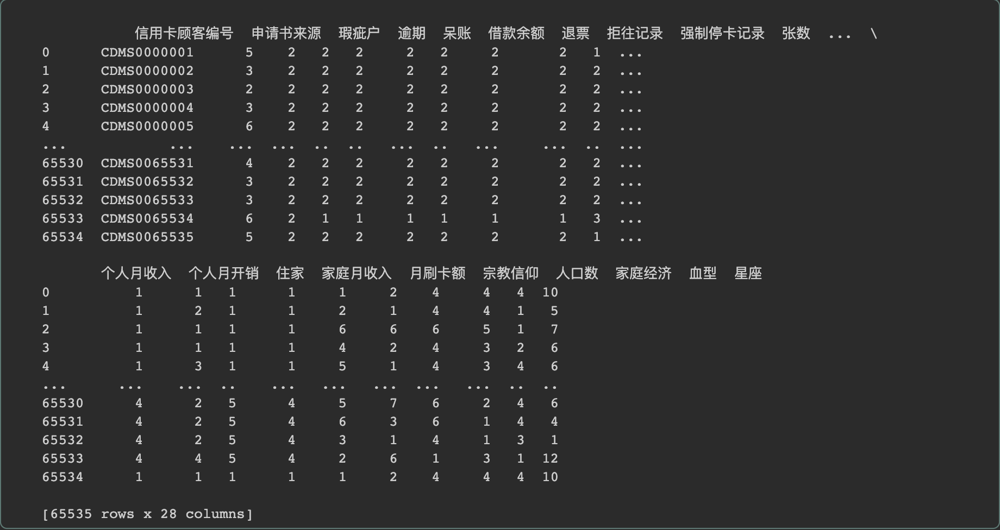 信用卡顾客编号 申请书来源 瑕疵户 逾期 呆账 借款余额 退票 拒往记录 强制停卡记录 张数 ... \
0 CDMS0000001 5 2 2 2 2 2 2 2 1 ...
1 CDMS0000002 3 2 2 2 2 2 2 2 2 ...
2 CDMS0000003 2 2 2 2 2 2 2 2 2 ...
3 CDMS0000004 3 2 2 2 2 2 2 2 2 ...
4 CDMS0000005 6 2 2 2 2 2 2 2 2 ...
... ... ... ... .. .. ... .. ... ... .. ...
65530 CDMS0065531 4 2 2 2 2 2 2 2 2 ...
65531 CDMS0065532 3 2 2 2 2 2 2 2 2 ...
65532 CDMS0065533 3 2 2 2 2 2 2 2 2 ...
65533 CDMS0065534 6 2 1 1 1 1 1 1 3 ...
65534 CDMS0065535 5 2 2 2 2 2 2 2 1 ...
个人月收入 个人月开销 住家 家庭月收入 月刷卡额 宗教信仰 人口数 家庭经济 血型 星座
0 1 1 1 1 1 2 4 4 4 10
1 1 2 1 1 2 1 4 4 1 5
2 1 1 1 1 6 6 6 5 1 7
3 1 1 1 1 4 2 4 3 2 6
4 1 3 1 1 5 1 4 3 4 6
... ... ... .. ... ... ... ... ... .. ..
65530 4 2 5 4 5 7 6 2 4 6
65531 4 2 5 4 6 3 6 1 4 4
65532 4 2 5 4 3 1 4 1 3 1
65533 4 4 5 4 2 6 1 3 1 12
65534 1 1 1 1 1 2 4 4 4 10
[65535 rows x 28 columns]